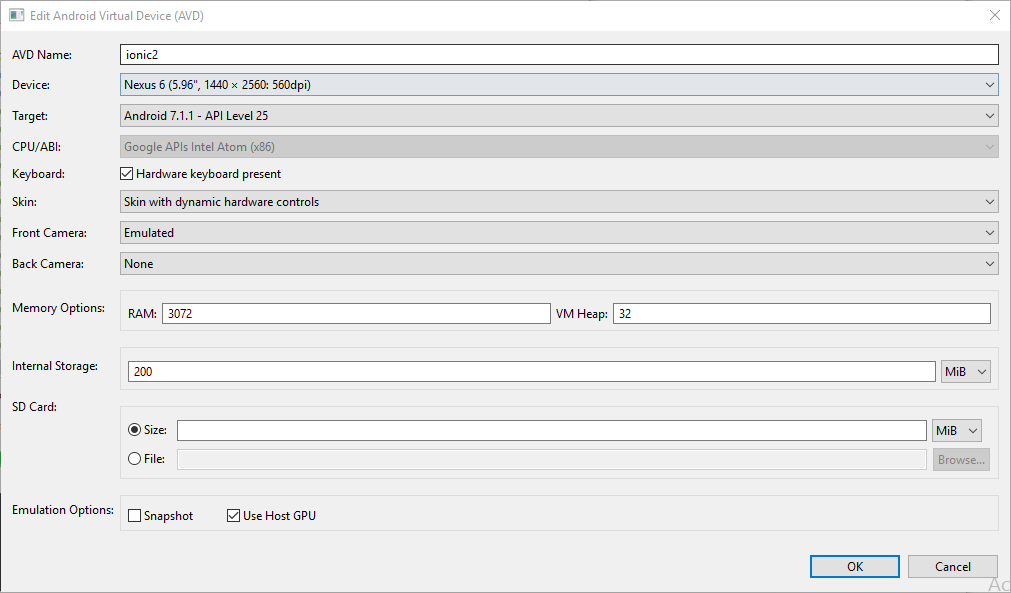 Edit Android Virtual Device (AVD)
AVD Name: ionic2
Device: Nexus 6 (5.96", 1440 × 2560: 560dpi)
Target: Android 7.1.1 - API Level 25
CPU/ABI: Google APIs Intel Atom (x86)
Keyboard: Hardware keyboard present
Skin: Skin with dynamic hardware controls
Front Camera: Emulated
Back Camera: None
Memory Options: RAM: 3072 VM Heap: 32
Internal Storage: 200 MiB
SD Card:
Size: MiB
File: Browse...
Emulation Options: Snapshot Use Host GPU
OK Cancel
Ac